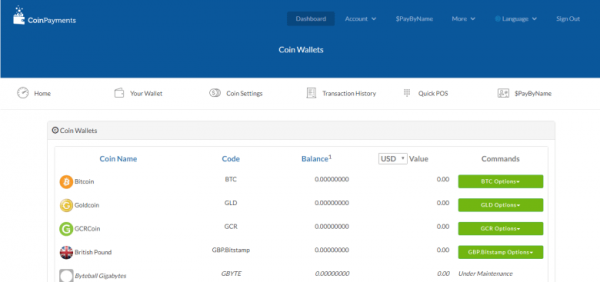 CoinPayments Dashboard Account $PayByName More Language Sign Out
Coin Wallets
Home Your Wallet Coin Settings Transaction History Quick POS $PayByName
Coin Wallets
Coin Name Code Balance1 USD Value Commands
Bitcoin BTC 0.00000000 0.00 BTC Options
Goldcoin GLD 0.00000000 0.00 GLD Options
GCRCoin GCR 0.00000000 0.00 GCR Options
British Pound GBP.Bitstamp 0.00000000 0.00 GBP.Bitstamp Options
Byteball Gigabytes GBYTE 0.00000000 0.00 Under Maintenance